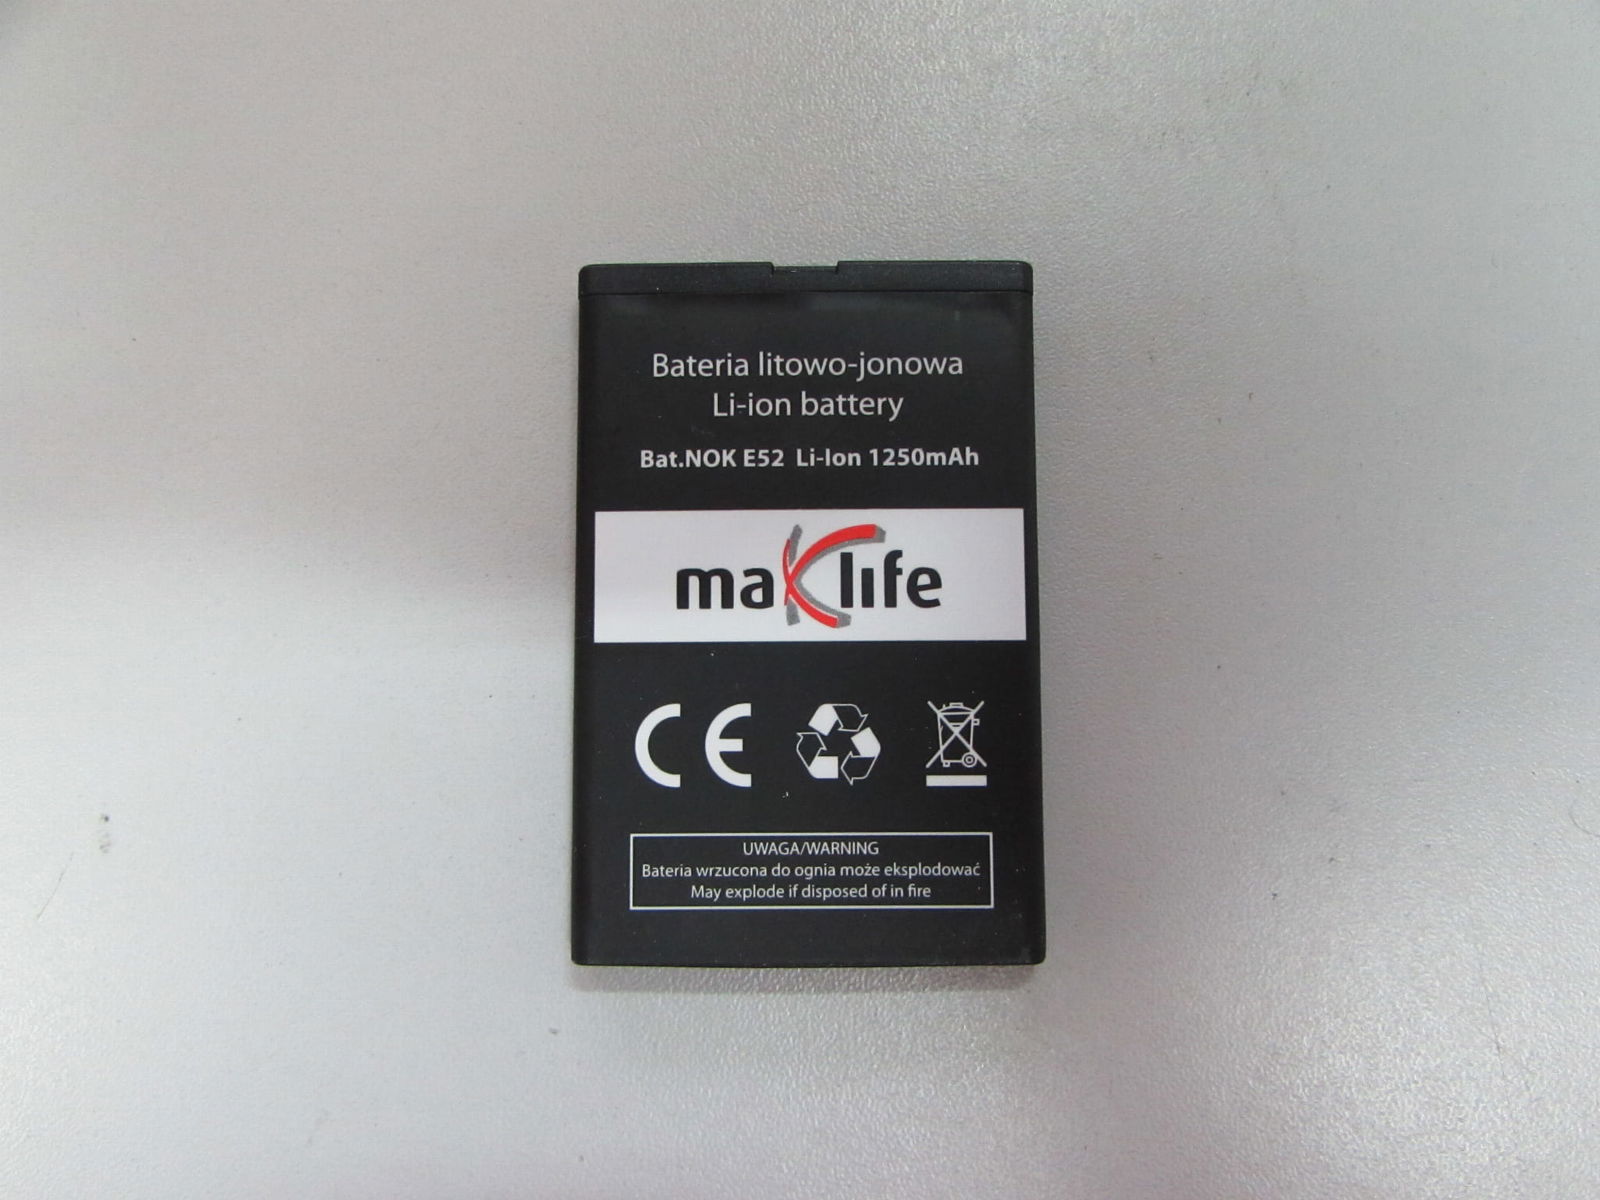 Bateria litowo-jonowa
Li-ion battery
Bat.NOK E52 Li-Ion 1250mAh
maKlife
CE
UWAGA/WARNING
Bateria wrzucona do ognia może eksplodować
May explode if disposed of in fire